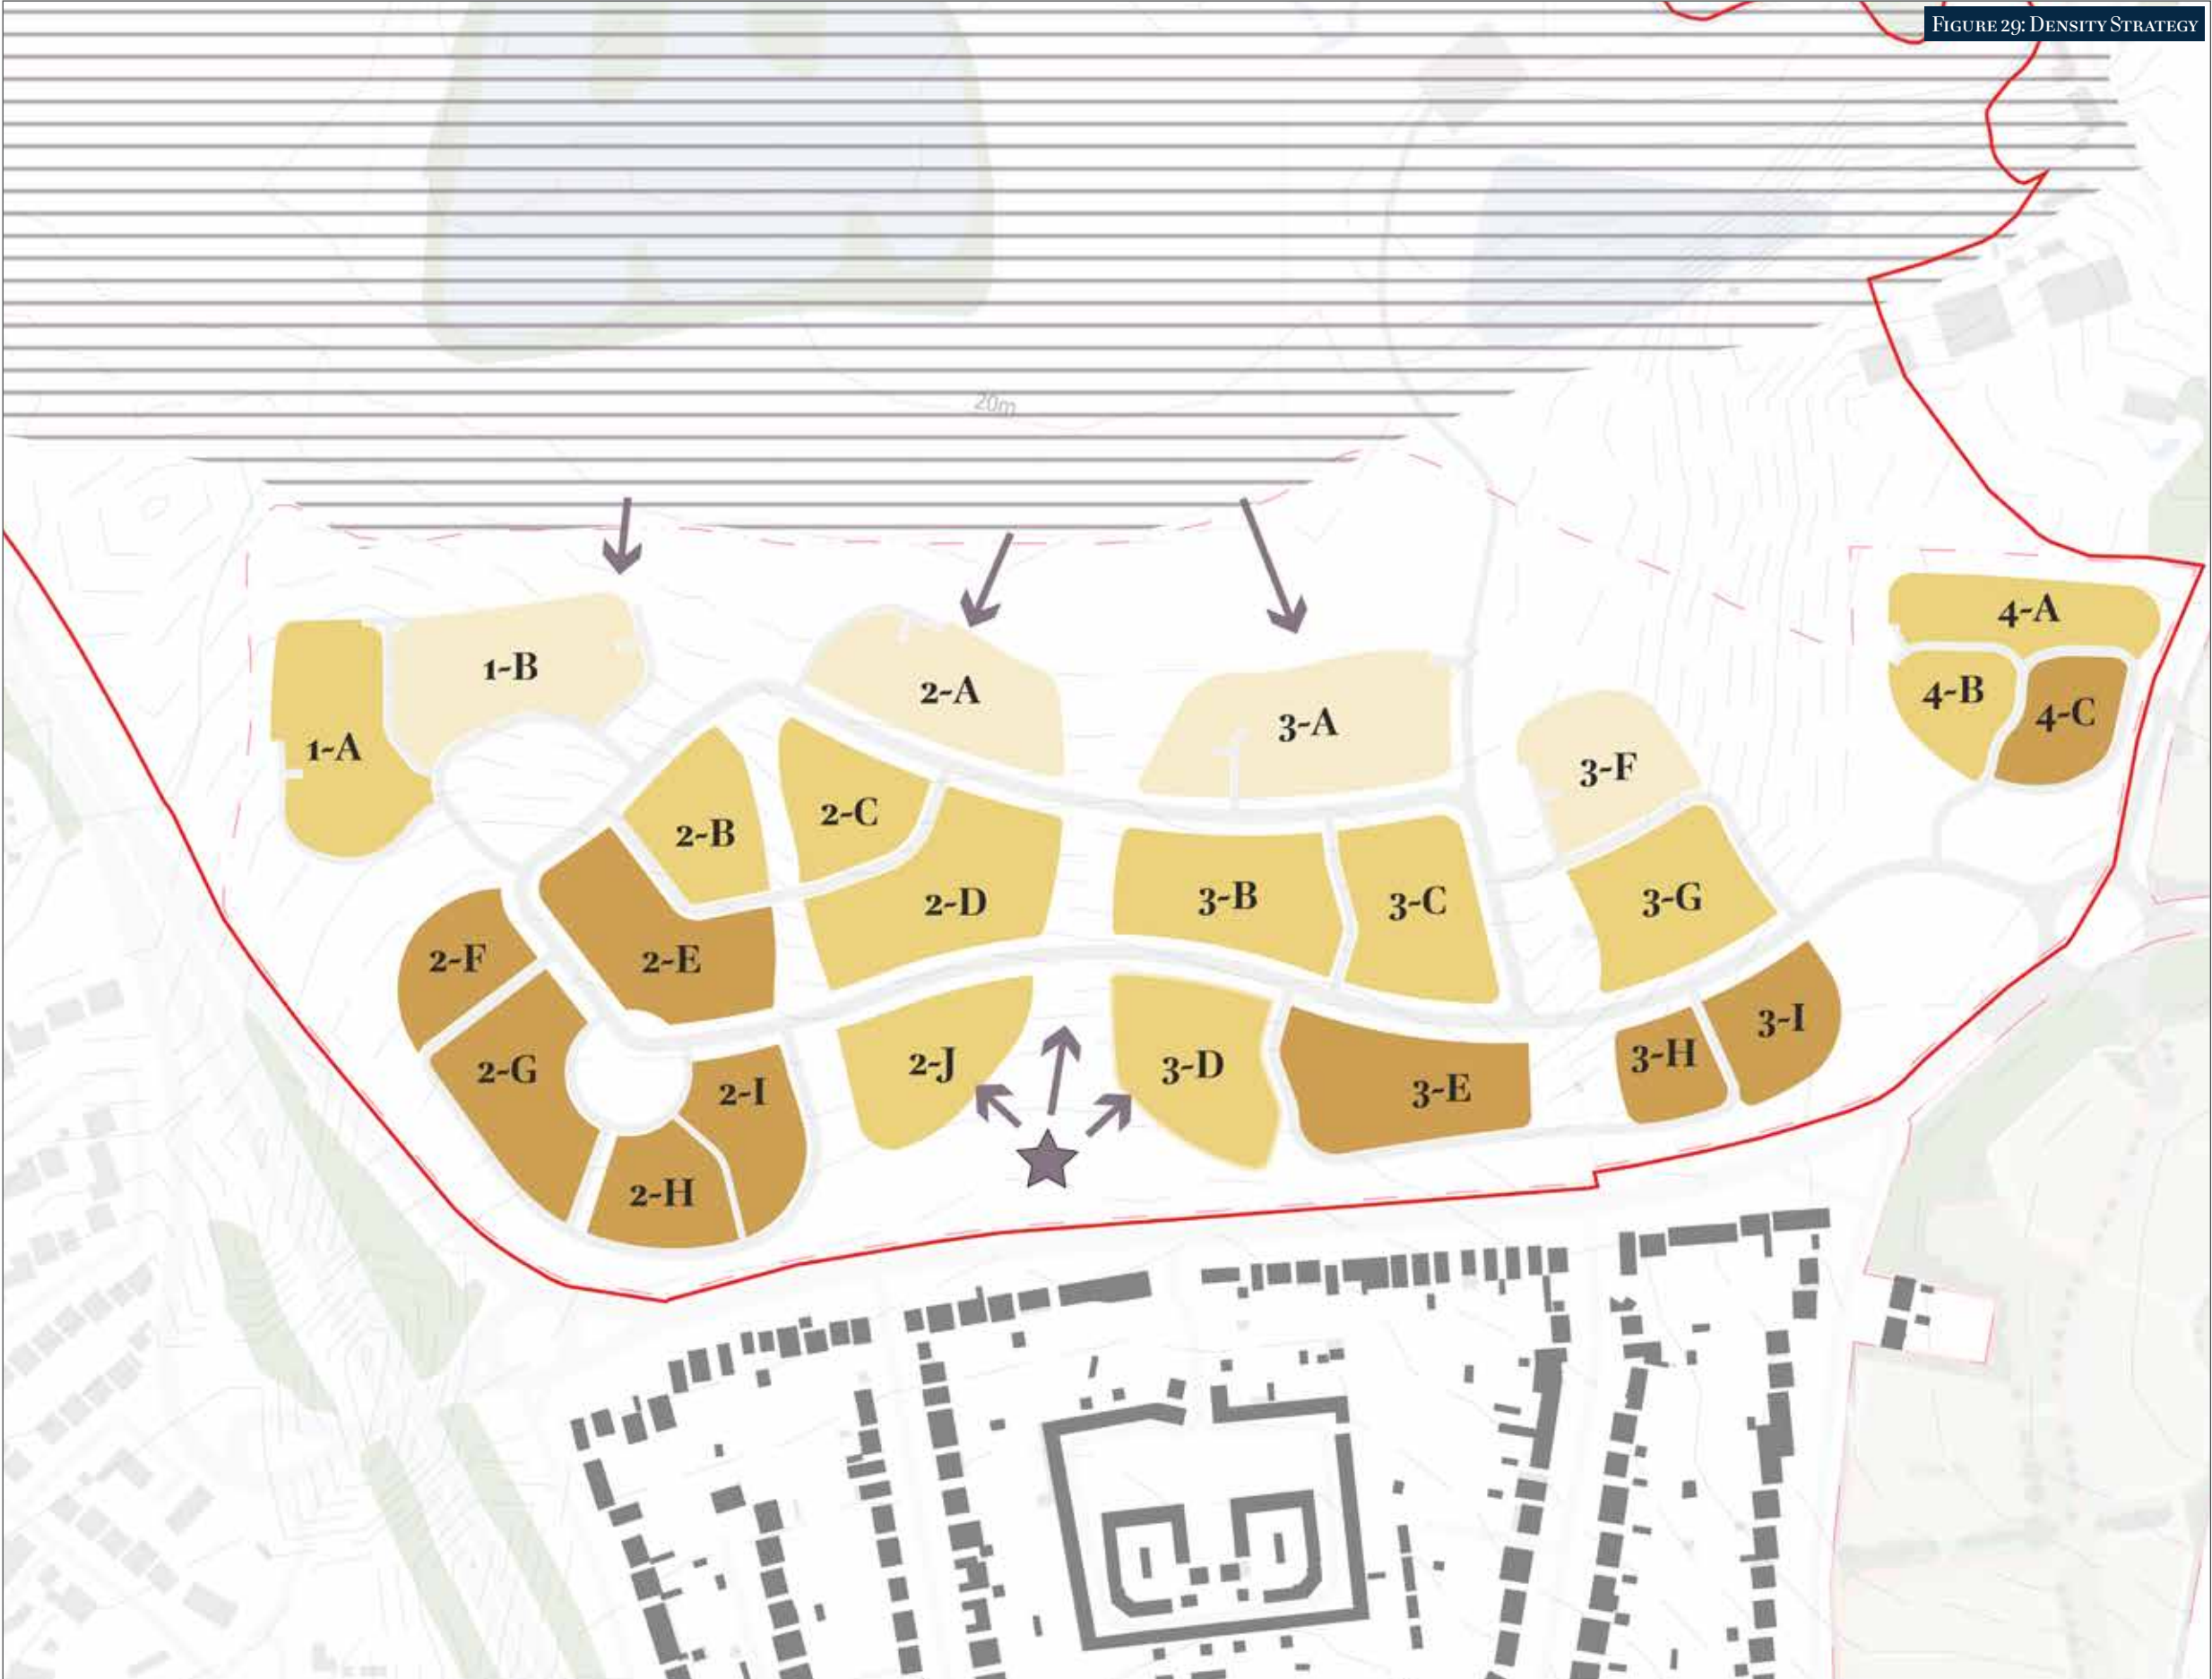 FIGURE 29: DENSITY STRATEGY
20m
4-A
1-B
2-A
4-B
4-C
3-A
1-A
3-F
2-B
2-C
2-D
3-B
3-C
3-G
2-F
2-E
3-I
2-G
2-J
3-D
3-H
2-I
3-E
2-H